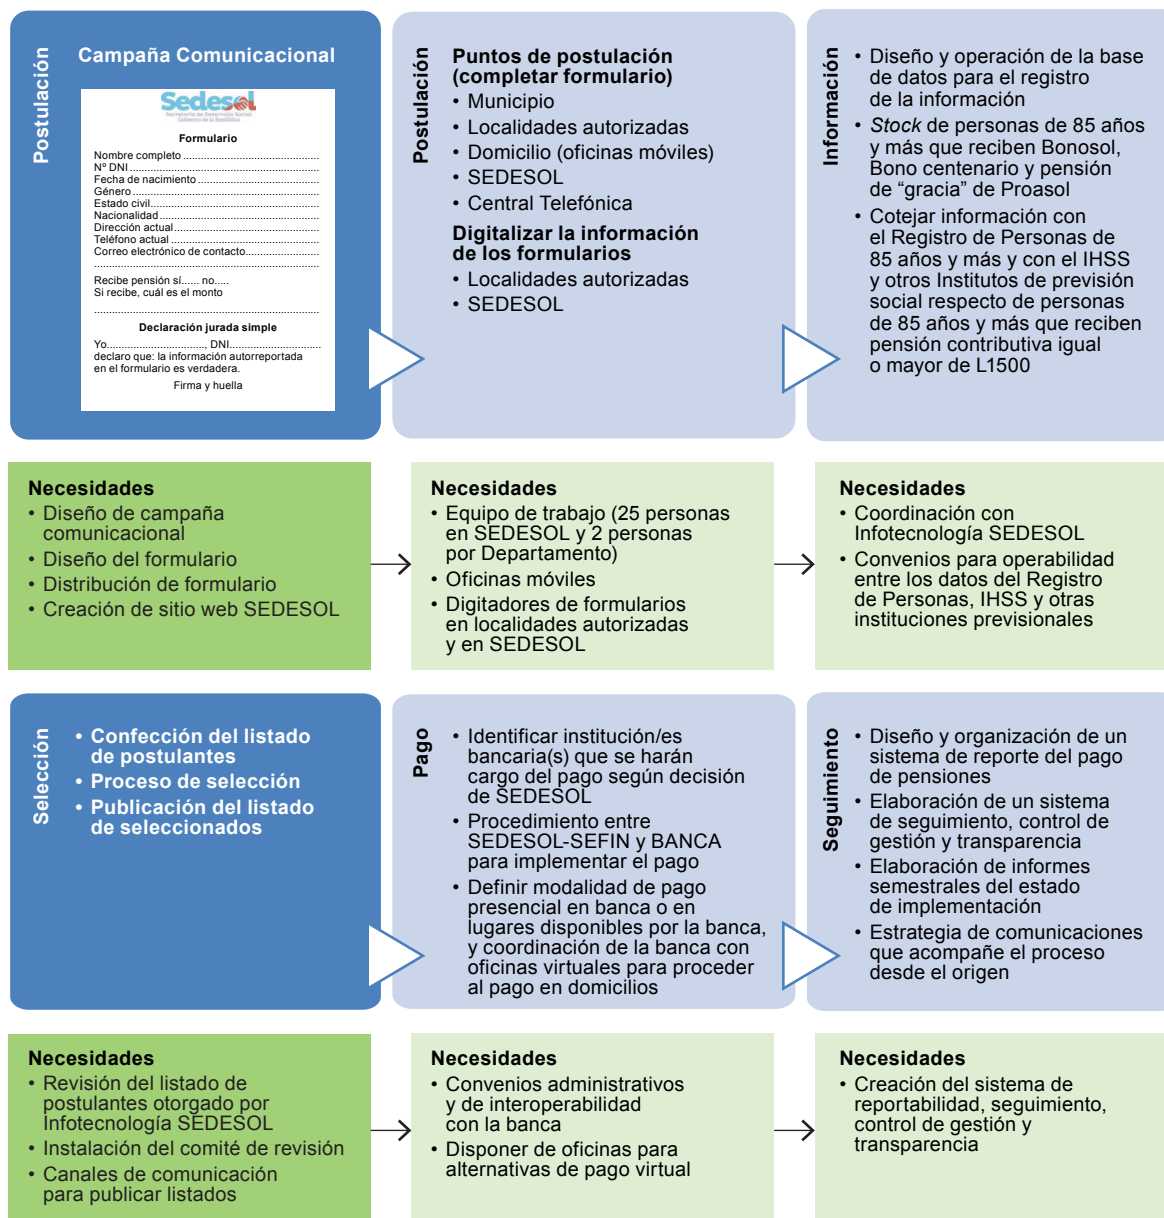 Postulación
Campaña Comunicacional
Sedesol
Secretaría de Desarrollo Social
Gobierno de la República
Formulario
Nombre completo ................................................
Nº DNI ................................................................
Fecha de nacimiento ..........................................
Género ................................................................
Estado civil..........................................................
Nacionalidad.......................................................
Dirección actual..................................................
Teléfono actual ...................................................
Correo electrónico de contacto..........................
................................................................................
Recibe pensión sí...... no.....
Si recibe, cuál es el monto
................................................................................
Declaración jurada simple
Yo.................................., DNI................................
declaro que: la información autorreportada
en el formulario es verdadera.
Firma y huella
Postulación
Puntos de postulación
(completar formulario)
• Municipio
• Localidades autorizadas
• Domicilio (oficinas móviles)
• SEDESOL
• Central Telefónica
Digitalizar la información
de los formularios
• Localidades autorizadas
• SEDESOL
Información
• Diseño y operación de la base
de datos para el registro
de la información
• Stock de personas de 85 años
y más que reciben Bonosol,
Bono centenario y pensión
de “gracia” de Proasol
• Cotejar información con
el Registro de Personas de
85 años y más y con el IHSS
y otros Institutos de previsión
social respecto de personas
de 85 años y más que reciben
pensión contributiva igual
o mayor de L1500
Necesidades
• Diseño de campaña
comunicacional
• Diseño del formulario
• Distribución de formulario
• Creación de sitio web SEDESOL
Necesidades
• Equipo de trabajo (25 personas
en SEDESOL y 2 personas
por Departamento)
• Oficinas móviles
• Digitadores de formularios
en localidades autorizadas
y en SEDESOL
Necesidades
• Coordinación con
Infotecnología SEDESOL
• Convenios para operabilidad
entre los datos del Registro
de Personas, IHSS y otras
instituciones previsionales
Selección
• Confección del listado
de postulantes
• Proceso de selección
• Publicación del listado
de seleccionados
Pago
• Identificar institución/es
bancaria(s) que se harán
cargo del pago según decisión
de SEDESOL
• Procedimiento entre
SEDESOL-SEFIN y BANCA
para implementar el pago
• Definir modalidad de pago
presencial en banca o en
lugares disponibles por la banca,
y coordinación de la banca con
oficinas virtuales para proceder
al pago en domicilios
Seguimiento
• Diseño y organización de un
sistema de reporte del pago
de pensiones
• Elaboración de un sistema
de seguimiento, control de
gestión y transparencia
• Elaboración de informes
semestrales del estado
de implementación
• Estrategia de comunicaciones
que acompañe el proceso
desde el origen
Necesidades
• Revisión del listado de
postulantes otorgado por
Infotecnología SEDESOL
• Instalación del comité de revisión
• Canales de comunicación
para publicar listados
Necesidades
• Convenios administrativos
y de interoperabilidad
con la banca
• Disponer de oficinas para
alternativas de pago virtual
Necesidades
• Creación del sistema de
reportabilidad, seguimiento,
control de gestión y
transparencia